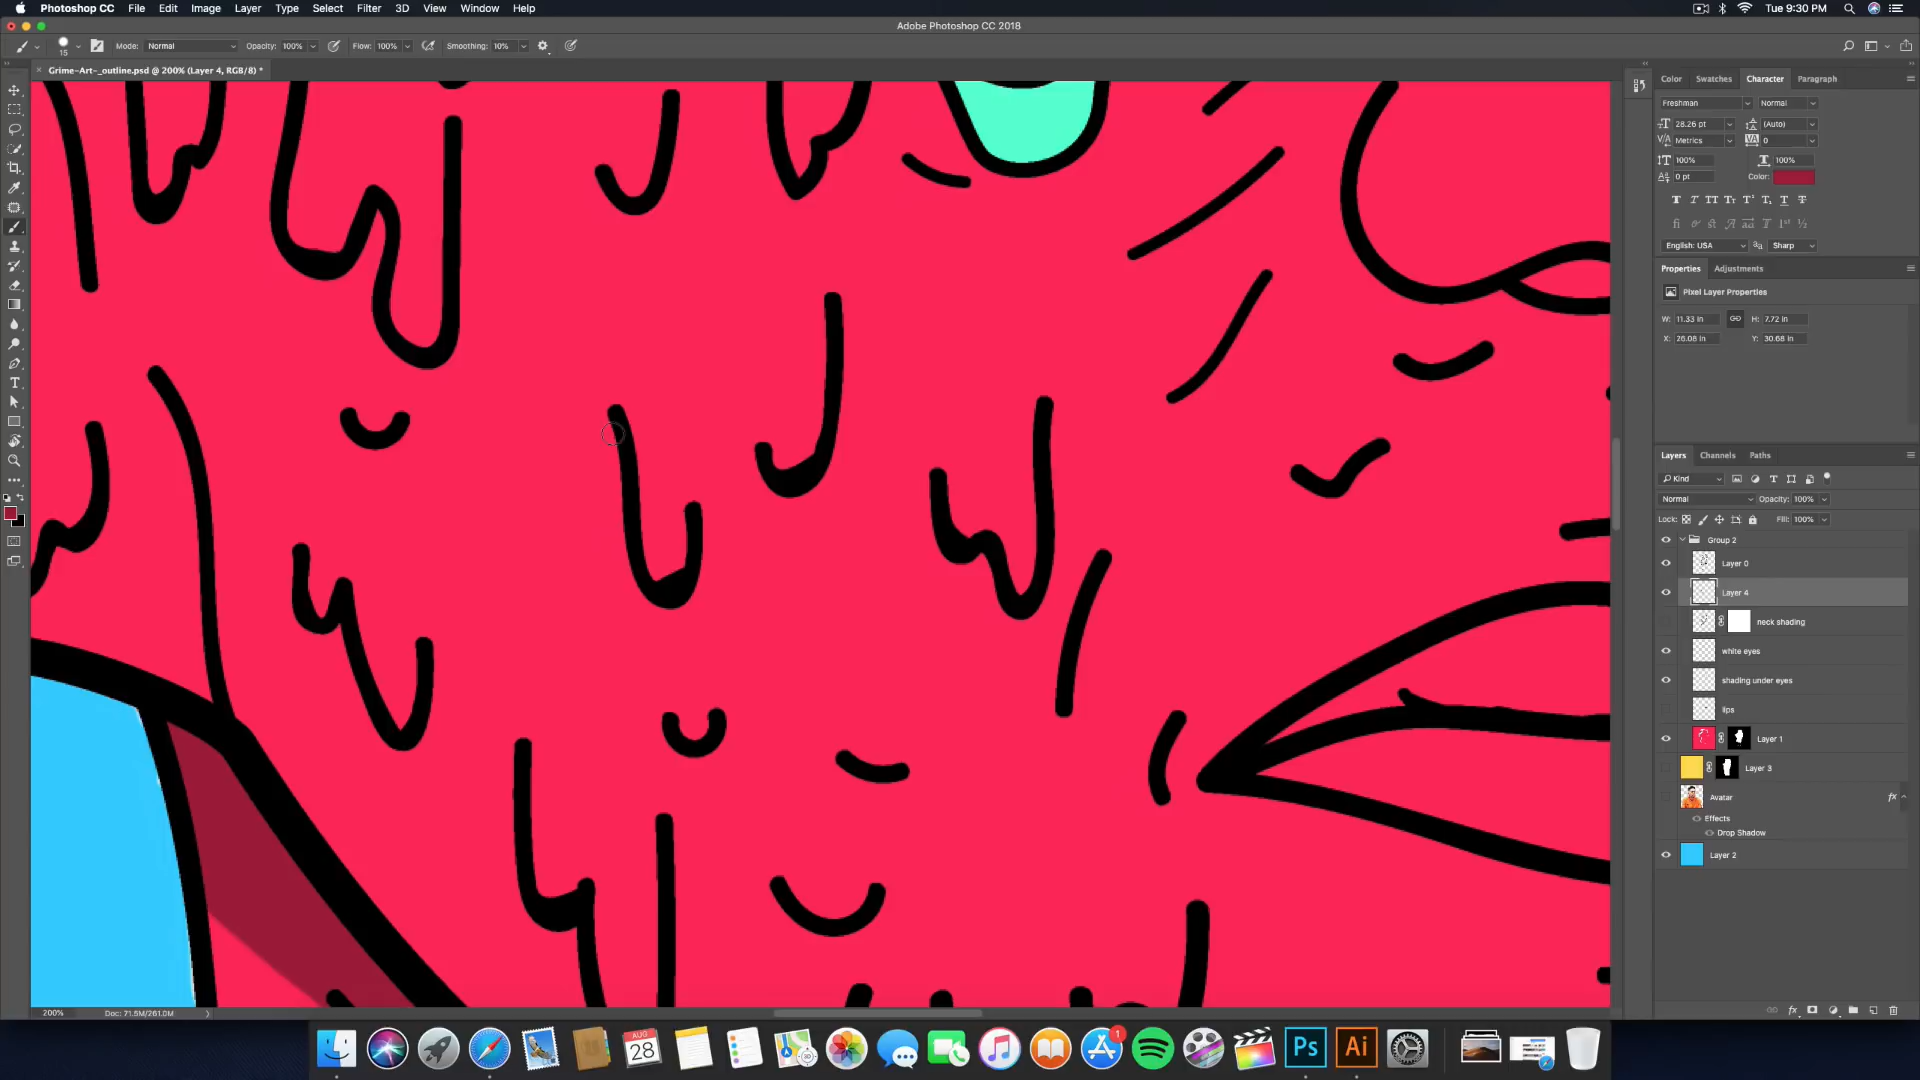 Photoshop CC File Edit Image Layer Type Select Filter 3D View Window Help Tue 9:30 PM
Adobe Photoshop CC 2018
15 Mode: Normal Opacity: 100% Flow: 100% Smoothing: 10%
Grime-Art-_outline.psd @ 200% (Layer 4, RGB/8) *
Color Swatches Character Paragraph
Freshman Normal
28.26 pt (Auto)
Metrics 0
100% 100%
0 pt Color:
English: USA Sharp
Properties Adjustments
Pixel Layer Properties
W: 11.33 in H: 7.72 in
X: 26.08 in Y: 30.68 in
Layers Channels Paths
Kind
Normal Opacity: 100%
Lock: Fill: 100%
Group 2
Layer 0
Layer 4
neck shading
white eyes
shading under eyes
lips
Layer 1
Layer 3
Avatar fx
Effects
Drop Shadow
Layer 2
200% Doc: 71.5M/261.0M
fx
AUG
28
3D
1
Ps
Ai